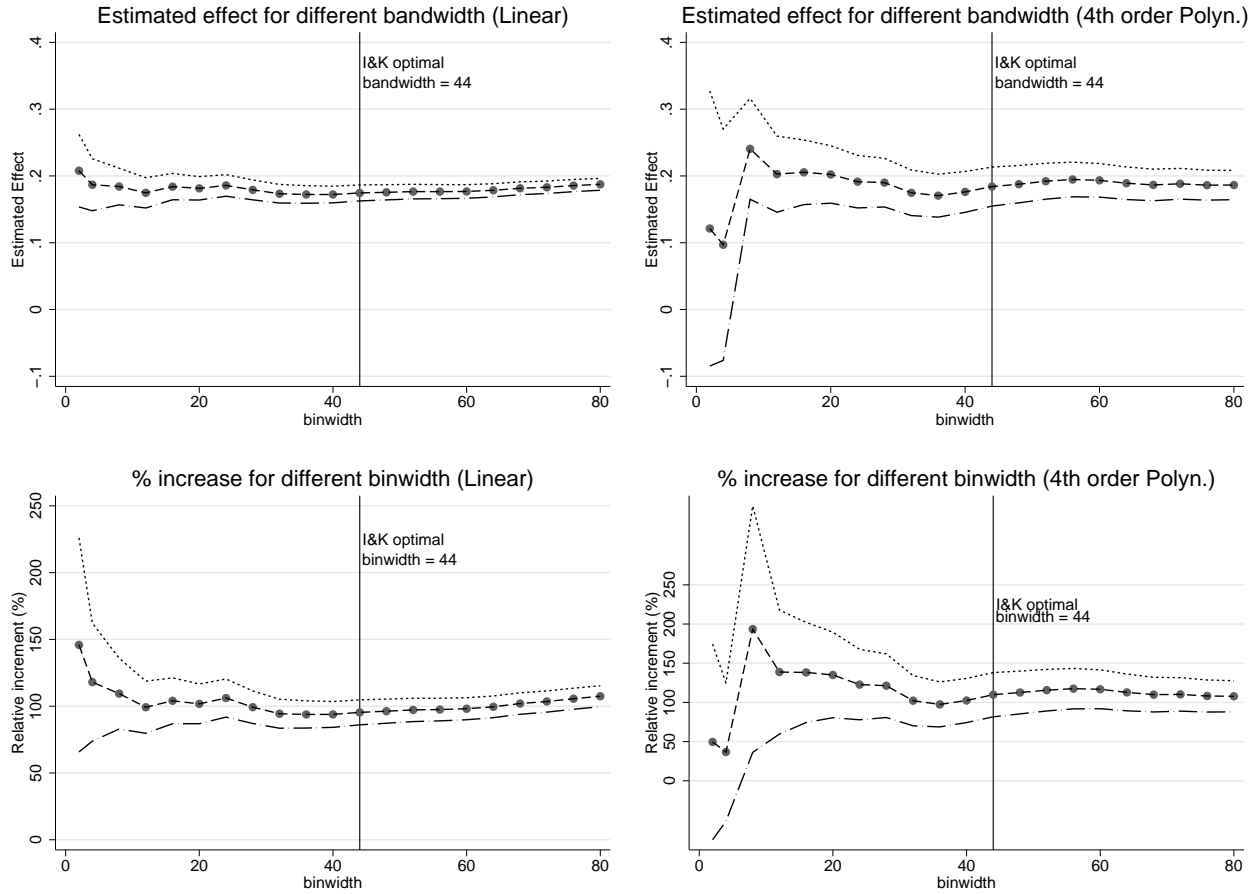 Estimated effect for different bandwidth (Linear)
Estimated Effect
.4
.3
.2
.1
0
-.1
I&K optimal
bandwidth = 44
0 20 40 60 80
binwidth
Estimated effect for different bandwidth (4th order Polyn.)
Estimated Effect
.4
.3
.2
.1
0
-.1
I&K optimal
bandwidth = 44
0 20 40 60 80
binwidth
% increase for different binwidth (Linear)
Relative increment (%)
250
200
150
100
50
0
I&K optimal
binwidth = 44
0 20 40 60 80
binwidth
% increase for different binwidth (4th order Polyn.)
Relative increment (%)
250
200
150
100
50
0
I&K optimal
binwidth = 44
0 20 40 60 80
binwidth